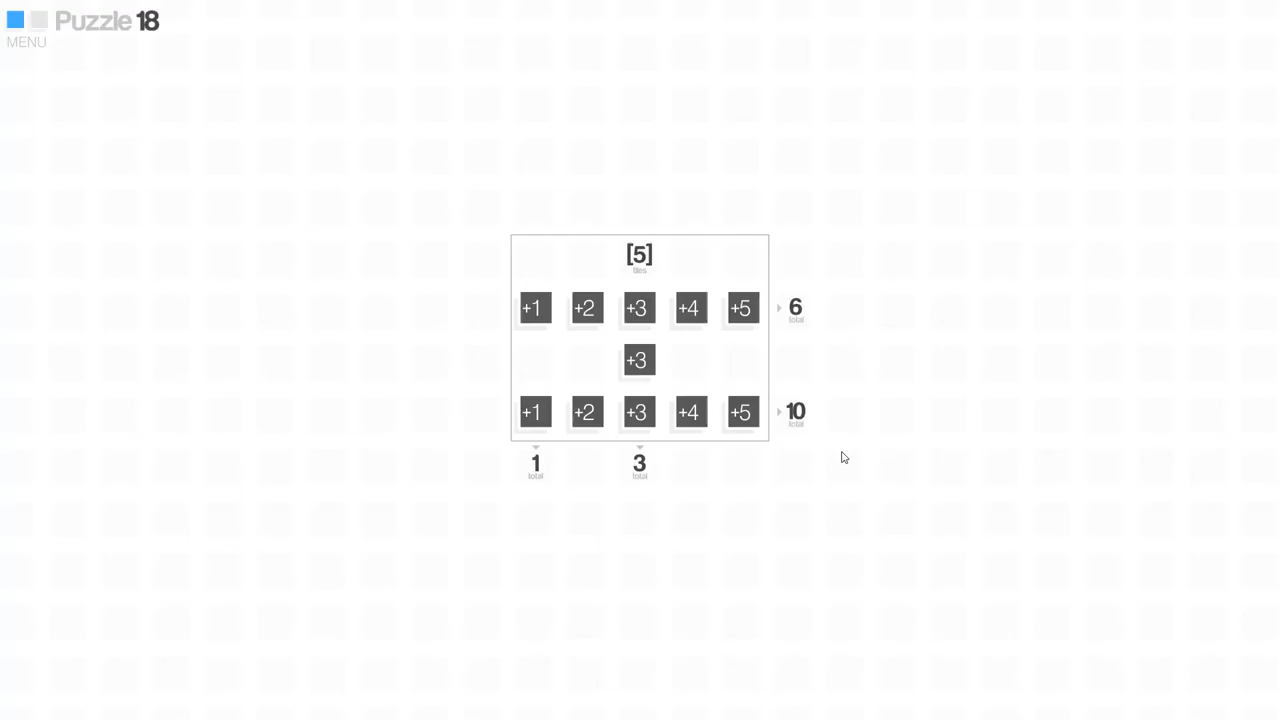 Puzzle 18
MENU
[5]
tiles
+1 +2 +3 +4 +5 6
total
+3
+1 +2 +3 +4 +5 10
total
1 3
total total